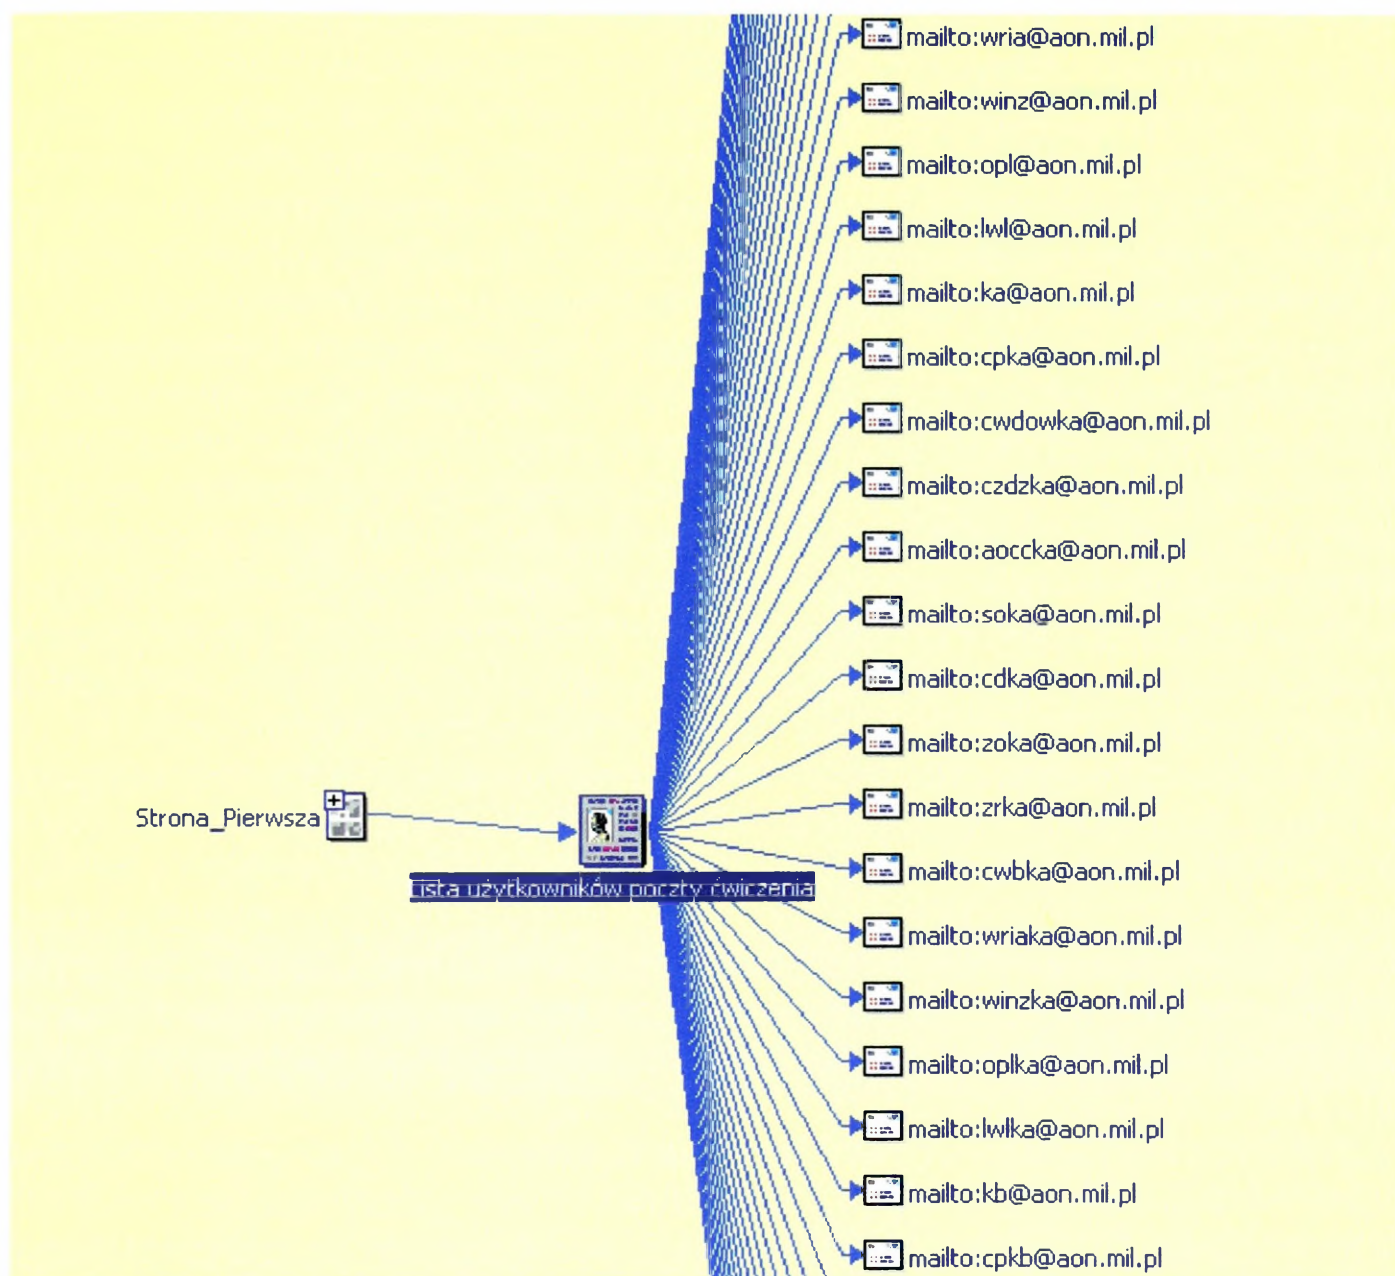 mailto:wria@aon.mil.pl
mailto:winz@aon.mil.pl
mailto:opl@aon.mil.pl
mailto:lwl@aon.mil.pl
mailto:ka@aon.mil.pl
mailto:cpka@aon.mil.pl
mailto:cwdowka@aon.mil.pl
mailto:czdzka@aon.mil.pl
mailto:aoccka@aon.mil.pl
mailto:soka@aon.mil.pl
mailto:cdka@aon.mil.pl
mailto:zoka@aon.mil.pl
Strona_Pierwsza
mailto:zrka@aon.mil.pl
mailto:cwbka@aon.mil.pl
Lista użytkowników poczty ćwiczenia
mailto:wriaka@aon.mil.pl
mailto:winzka@aon.mil.pl
mailto:oplka@aon.mil.pl
mailto:lwlka@aon.mil.pl
mailto:kb@aon.mil.pl
mailto:cpkb@aon.mil.pl